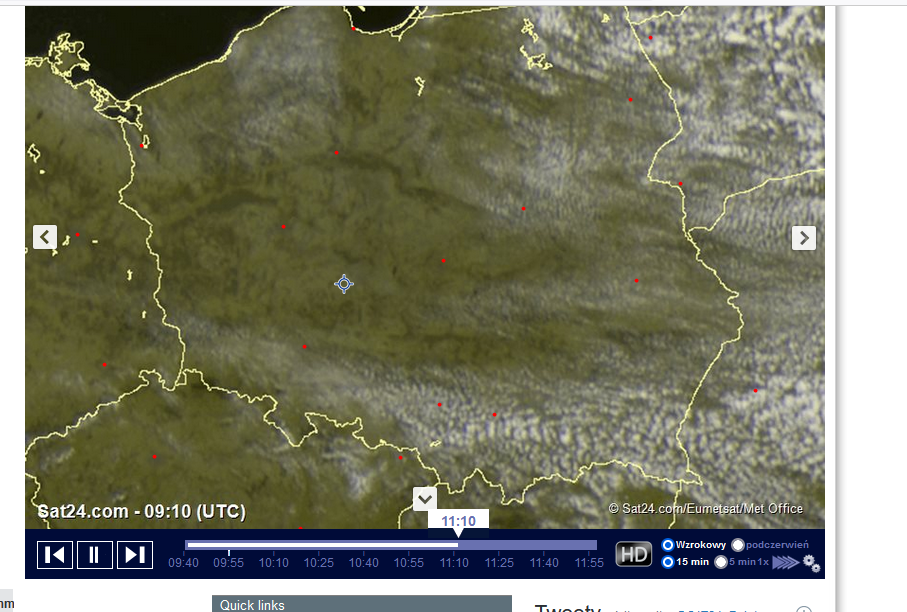 Sat24.com - 09:10 (UTC)
© Sat24.com/Eumetsat/Met Office
11:10
09:40 09:55 10:10 10:25 10:40 10:55 11:10 11:25 11:40 11:55
HD
Wzrokowy podczerwień
15 min 5 min 1x
Quick links